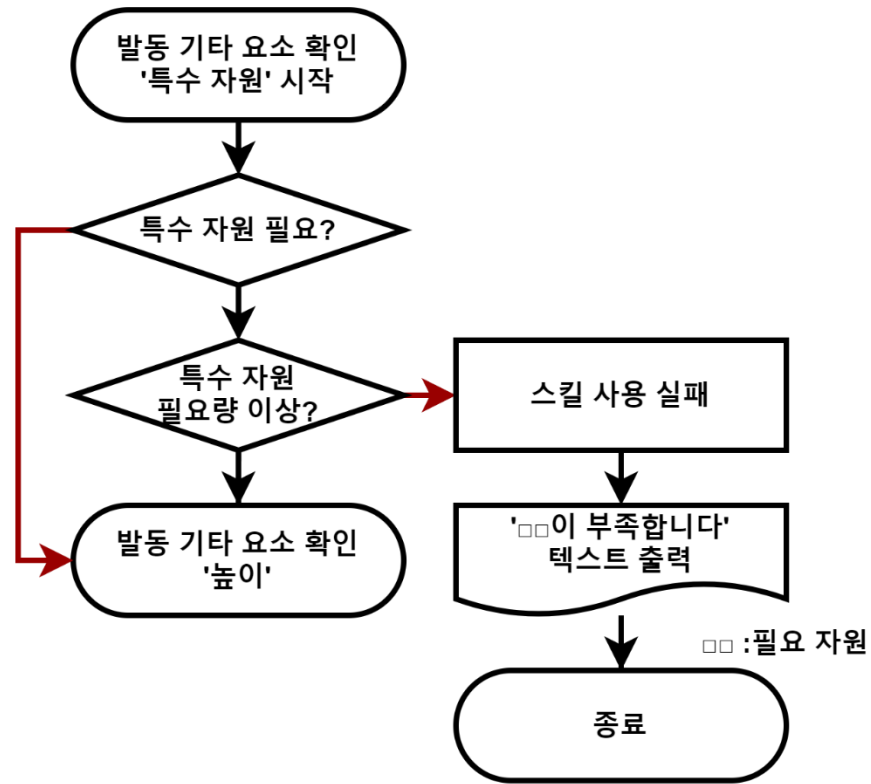 발동 기타 요소 확인
'특수 자원' 시작
특수 자원 필요?
특수 자원
필요량 이상?
스킬 사용 실패
발동 기타 요소 확인
'높이'
'□□이 부족합니다'
텍스트 출력
□□ :필요 자원
종료